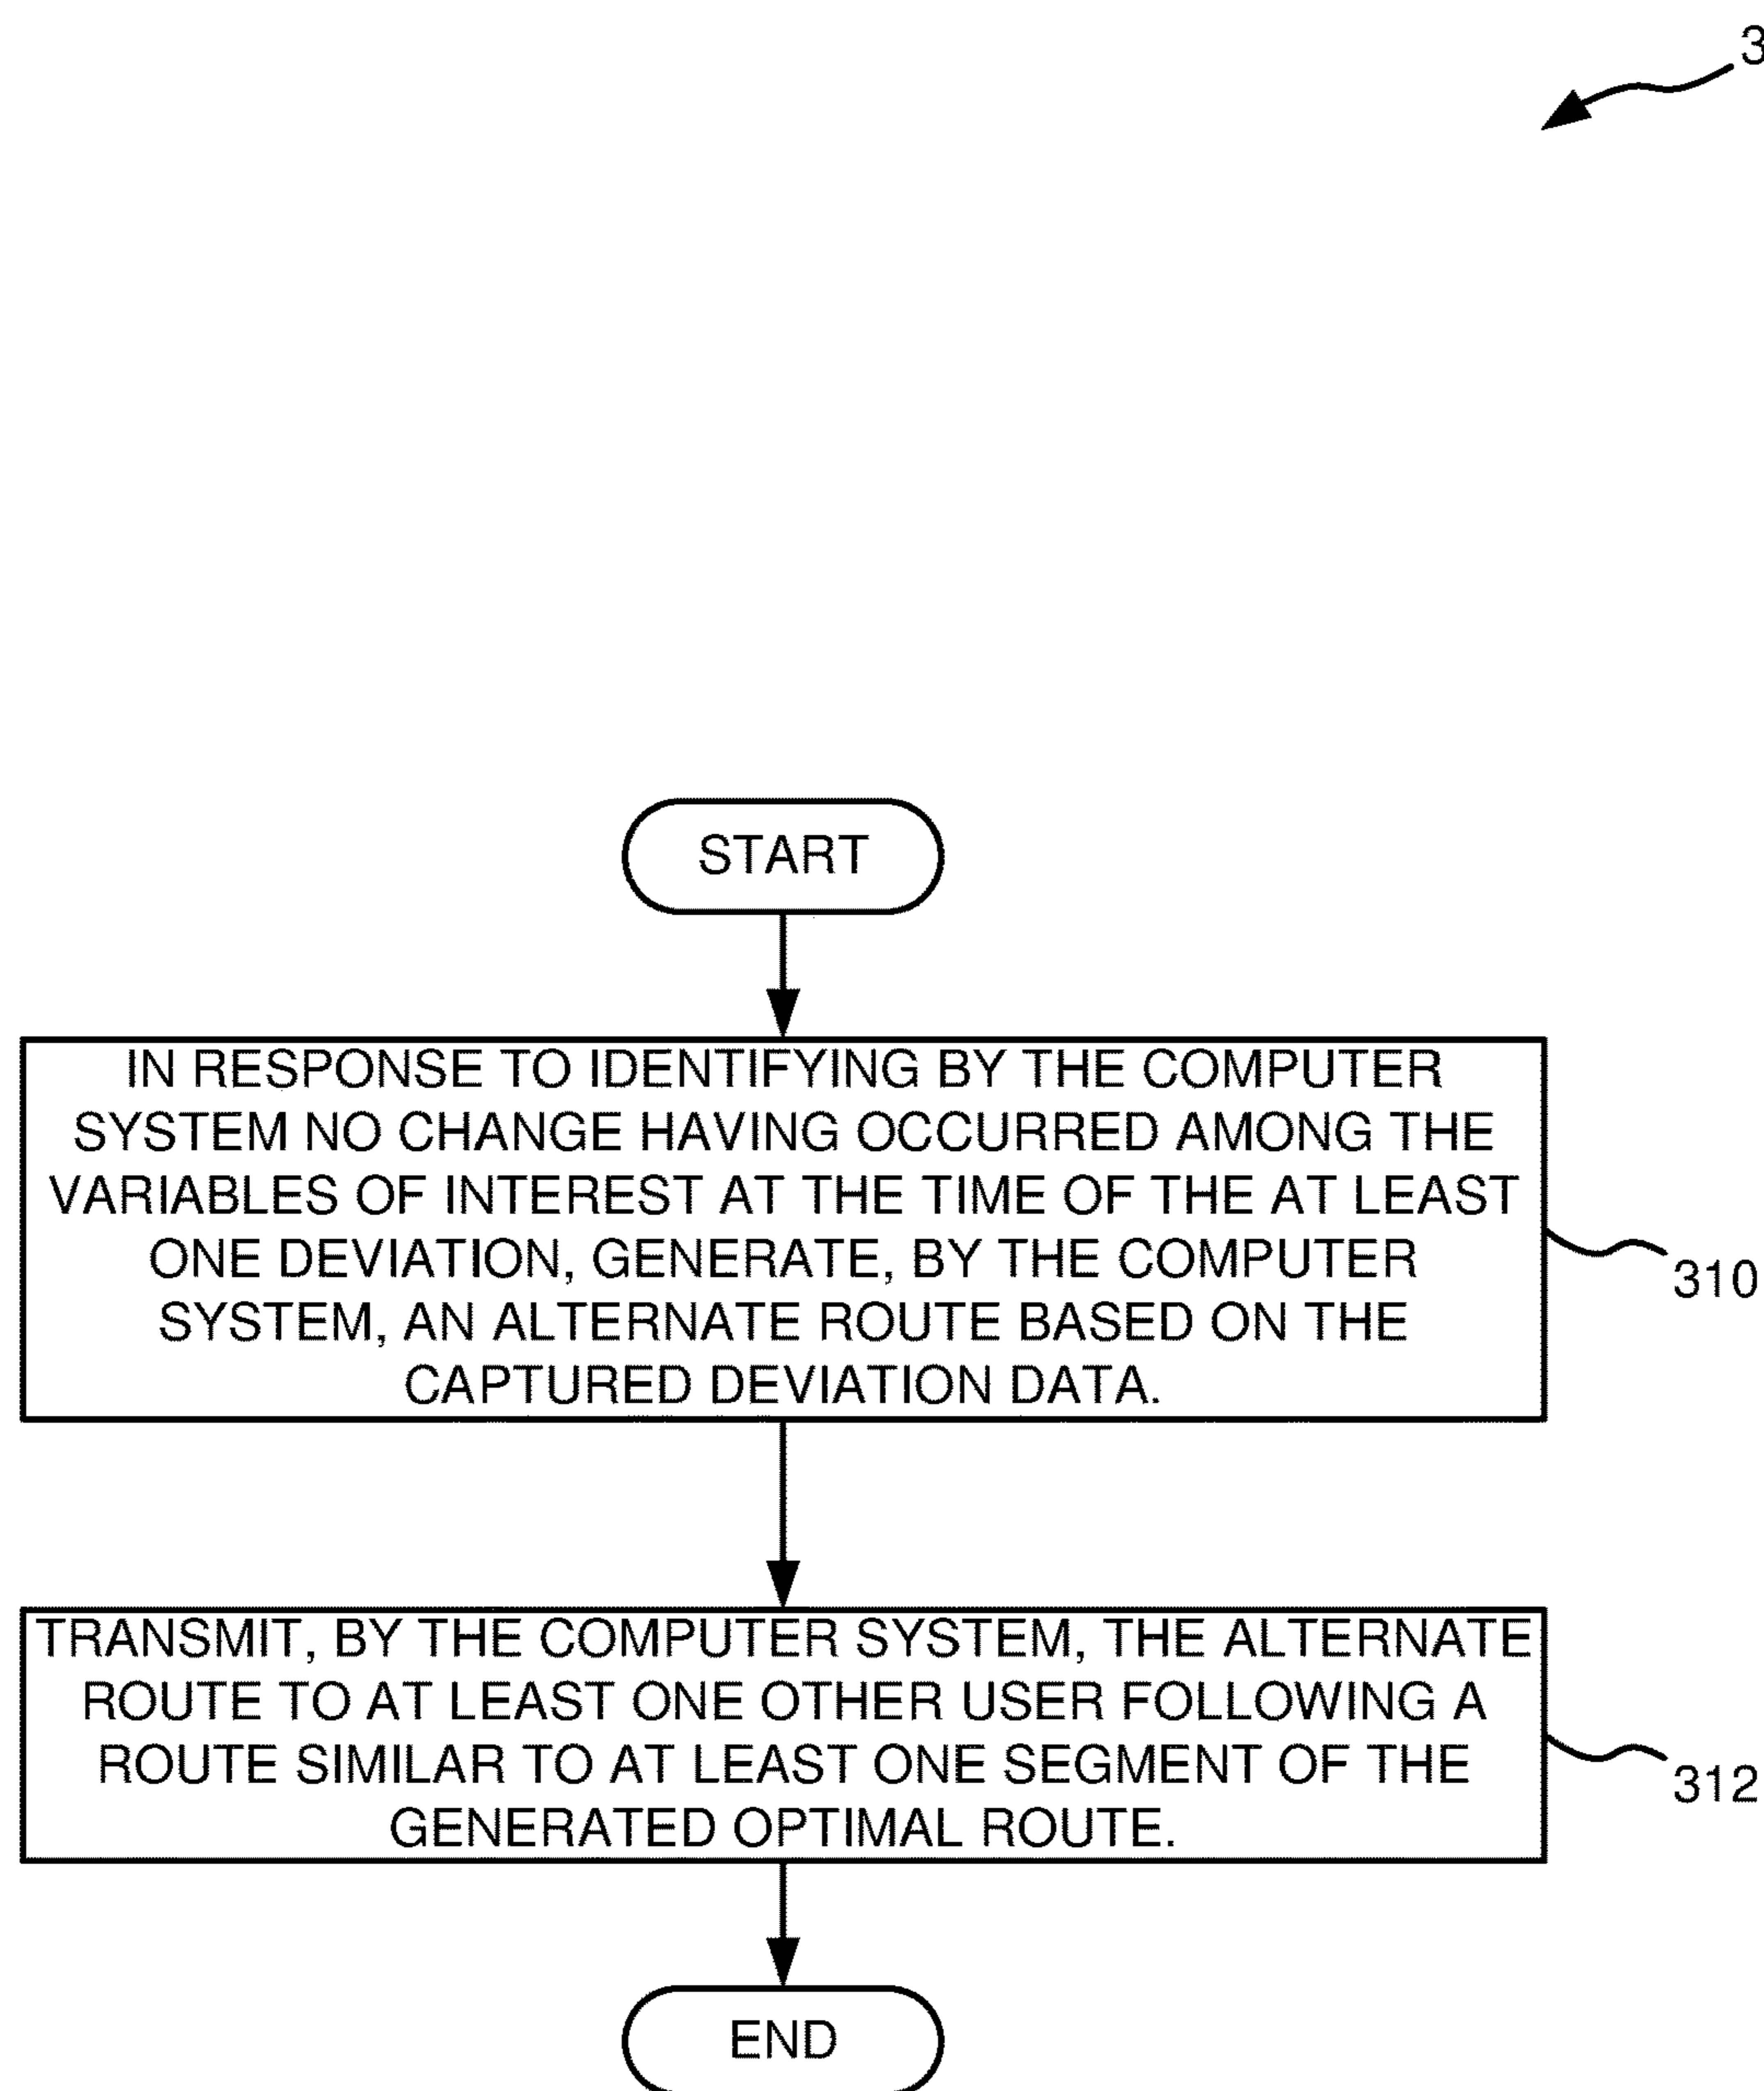 3
START
IN RESPONSE TO IDENTIFYING BY THE COMPUTER
SYSTEM NO CHANGE HAVING OCCURRED AMONG THE
VARIABLES OF INTEREST AT THE TIME OF THE AT LEAST
ONE DEVIATION, GENERATE, BY THE COMPUTER
SYSTEM, AN ALTERNATE ROUTE BASED ON THE
CAPTURED DEVIATION DATA.
310
TRANSMIT, BY THE COMPUTER SYSTEM, THE ALTERNATE
ROUTE TO AT LEAST ONE OTHER USER FOLLOWING A
ROUTE SIMILAR TO AT LEAST ONE SEGMENT OF THE
GENERATED OPTIMAL ROUTE.
312
END